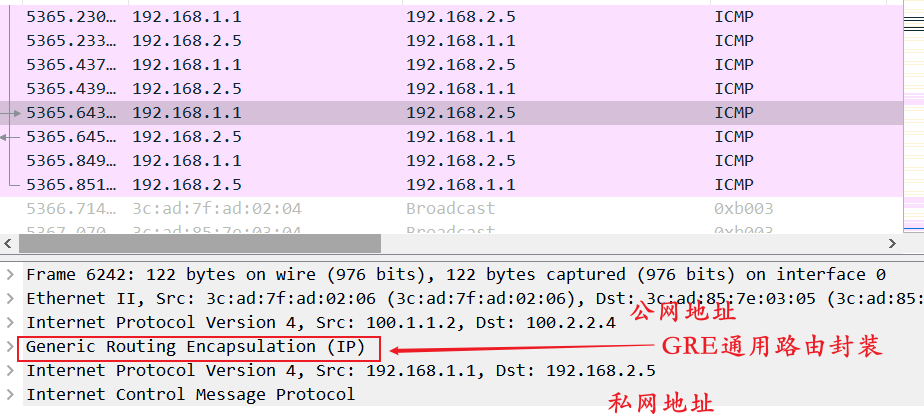 5365.230… 192.168.1.1 192.168.2.5 ICMP
5365.233… 192.168.2.5 192.168.1.1 ICMP
5365.437… 192.168.1.1 192.168.2.5 ICMP
5365.439… 192.168.2.5 192.168.1.1 ICMP
5365.643… 192.168.1.1 192.168.2.5 ICMP
5365.645… 192.168.2.5 192.168.1.1 ICMP
5365.849… 192.168.1.1 192.168.2.5 ICMP
5365.851… 192.168.2.5 192.168.1.1 ICMP
5366.714… 3c:ad:7f:ad:02:04 Broadcast 0xb003
5367.070… 3c:ad:85:7e:03:04 Broadcast 0xb003
Frame 6242: 122 bytes on wire (976 bits), 122 bytes captured (976 bits) on interface 0
Ethernet II, Src: 3c:ad:7f:ad:02:06 (3c:ad:7f:ad:02:06), Dst: 3c:ad:85:7e:03:05 (3c:ad:85:
公网地址
Internet Protocol Version 4, Src: 100.1.1.2, Dst: 100.2.2.4
Generic Routing Encapsulation (IP)
GRE通用路由封装
Internet Protocol Version 4, Src: 192.168.1.1, Dst: 192.168.2.5
Internet Control Message Protocol
私网地址